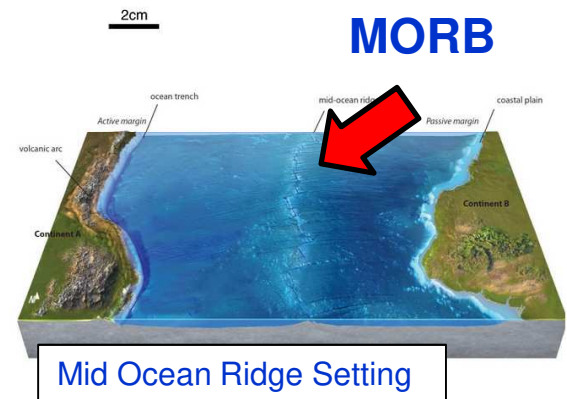 2cm
MORB
ocean trench
mid-ocean
coastal plain
Active margin
Passive margin
volcanic arc
Continent B
Continent A
N
Mid Ocean Ridge Setting